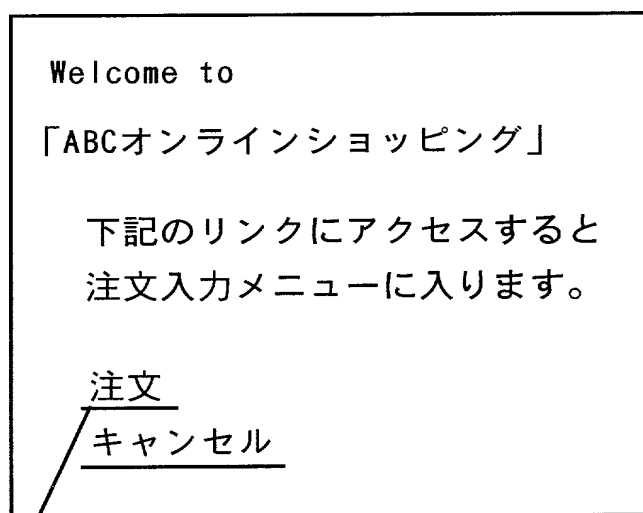 Welcome to
「ABCオンラインショッピング」
下記のリンクにアクセスすると
注文入力メニューに入ります。
注文
キャンセル